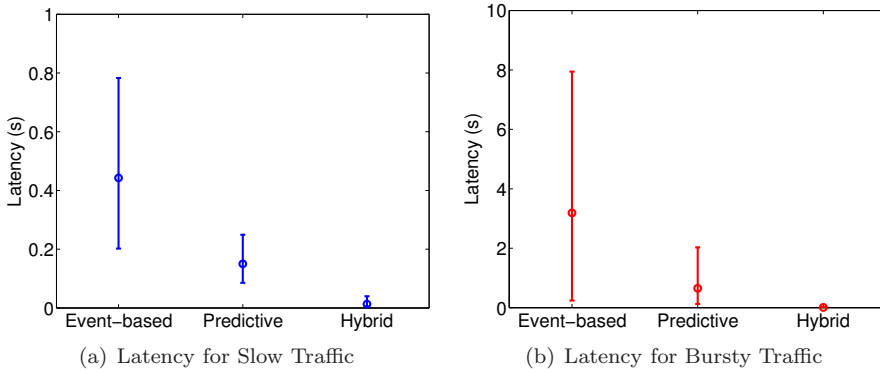 1
0.8
0.6
0.4
0.2
0
Latency (s)
Event−based Predictive Hybrid
(a) Latency for Slow Traffic
10
8
6
4
2
0
Latency (s)
Event−based Predictive Hybrid
(b) Latency for Bursty Traffic